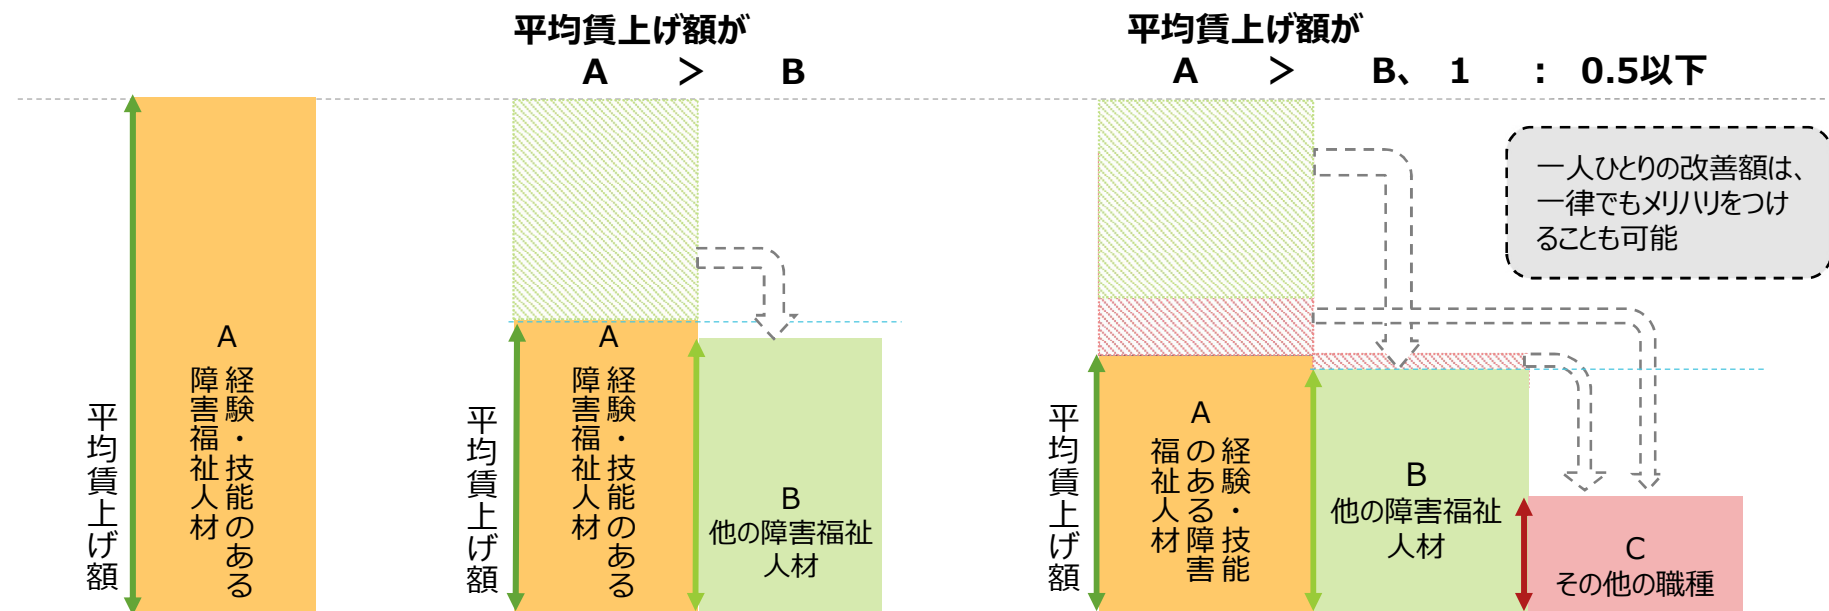 平均賃上げ額が
A ＞ B
平均賃上げ額が
A ＞ B、 1 : 0.5以下
一人ひとりの改善額は、
一律でもメリハリをつけ
ることも可能
平均賃上げ額
A
経験・技能のある
障害福祉人材
平均賃上げ額
A
経験・技能のある
障害福祉人材
B
他の障害福祉
人材
平均賃上げ額
A
経験・技能
のある障害
福祉人材
B
他の障害福祉
人材
C
その他の職種